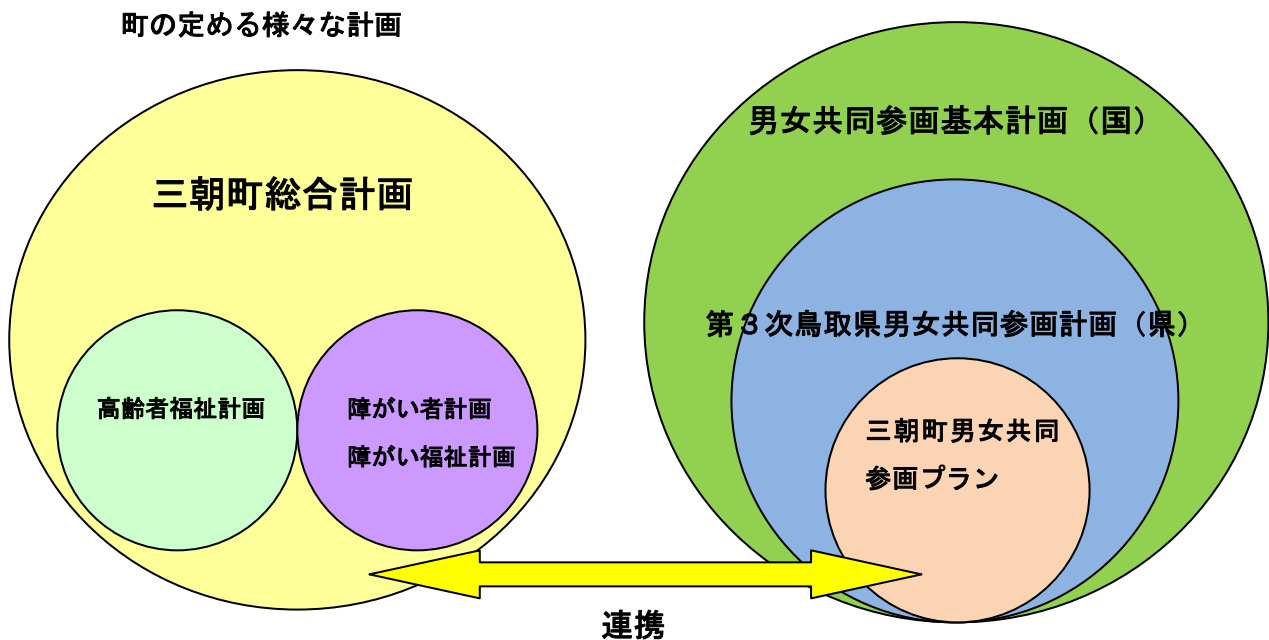 町の定める様々な計画
三朝町総合計画
高齢者福祉計画
障がい者計画
障がい福祉計画
男女共同参画基本計画（国）
第３次鳥取県男女共同参画計画（県）
三朝町男女共同
参画プラン
連携